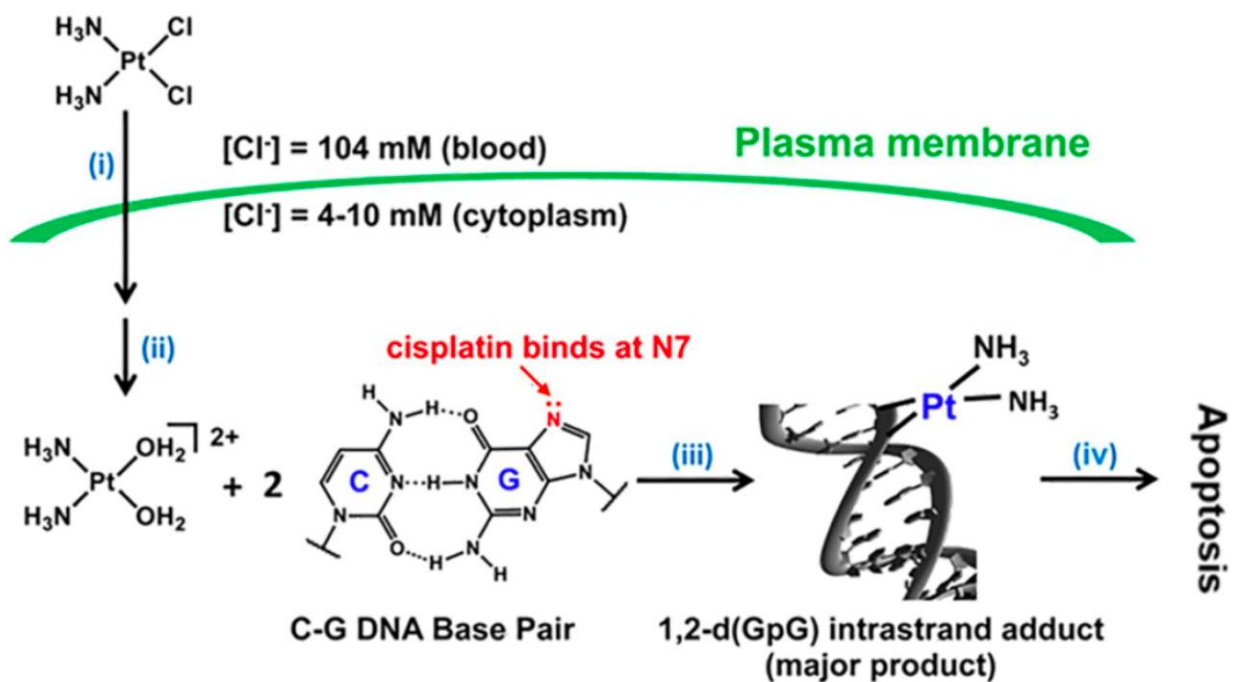 H₃N Cl
Pt
H₃N Cl
(i)
[Cl⁻] = 104 mM (blood)
Plasma membrane
[Cl⁻] = 4-10 mM (cytoplasm)
(ii)
cisplatin binds at N7
H₃N OH₂ 2+
Pt
H₃N OH₂
+ 2
H
N H O N
C N H N G N
N O H N N
H
(iii)
NH₃
Pt NH₃
(iv)
Apoptosis
C-G DNA Base Pair
1,2-d(GpG) intrastrand adduct
(major product)